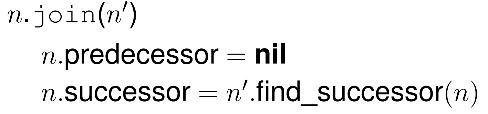 n.join(n′)
n.predecessor = nil
n.successor = n′.find_successor(n)